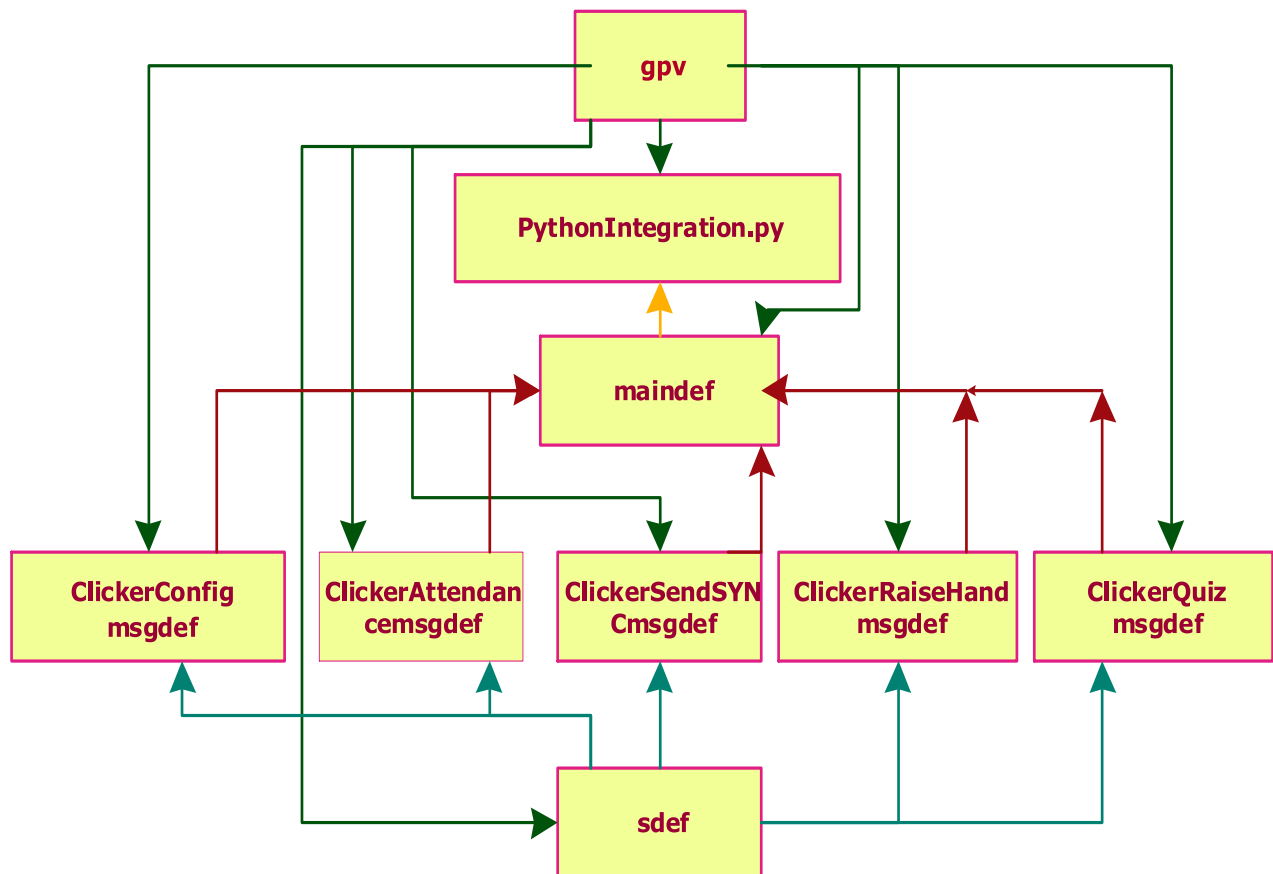 gpv
PythonIntegration.py
maindef
ClickerConfig
msgdef
ClickerAttendan
cemsgdef
ClickerSendSYN
Cmsgdef
ClickerRaiseHand
msgdef
ClickerQuiz
msgdef
sdef